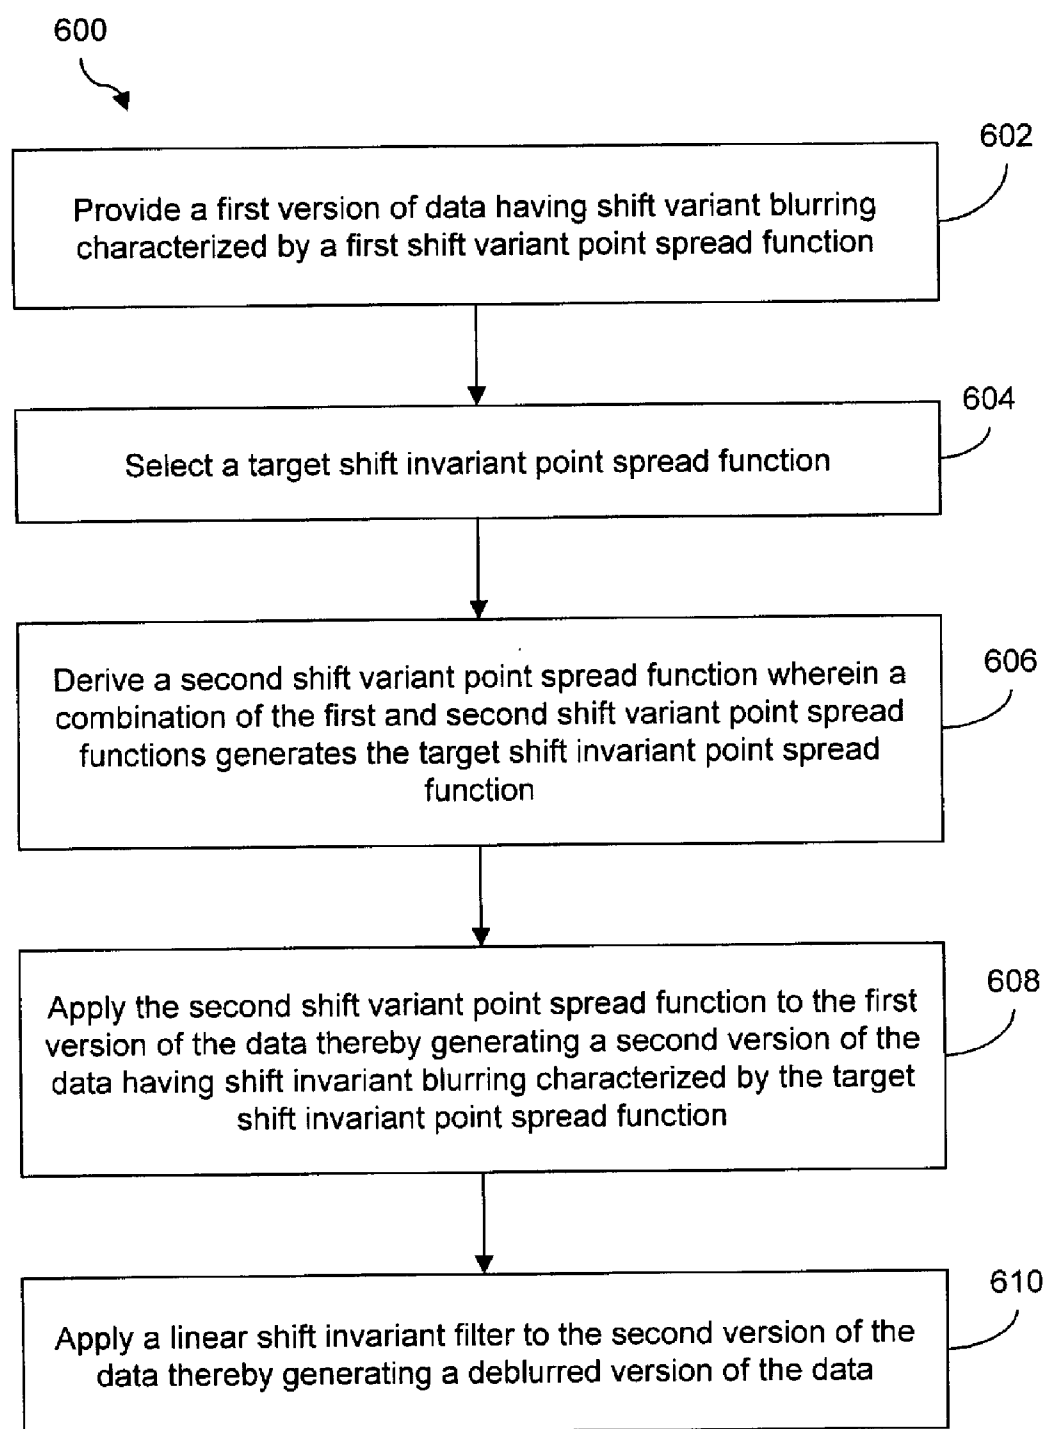 600
602
Provide a first version of data having shift variant blurring
characterized by a first shift variant point spread function
604
Select a target shift invariant point spread function
606
Derive a second shift variant point spread function wherein a
combination of the first and second shift variant point spread
functions generates the target shift invariant point spread
function
608
Apply the second shift variant point spread function to the first
version of the data thereby generating a second version of the
data having shift invariant blurring characterized by the target
shift invariant point spread function
610
Apply a linear shift invariant filter to the second version of the
data thereby generating a deblurred version of the data